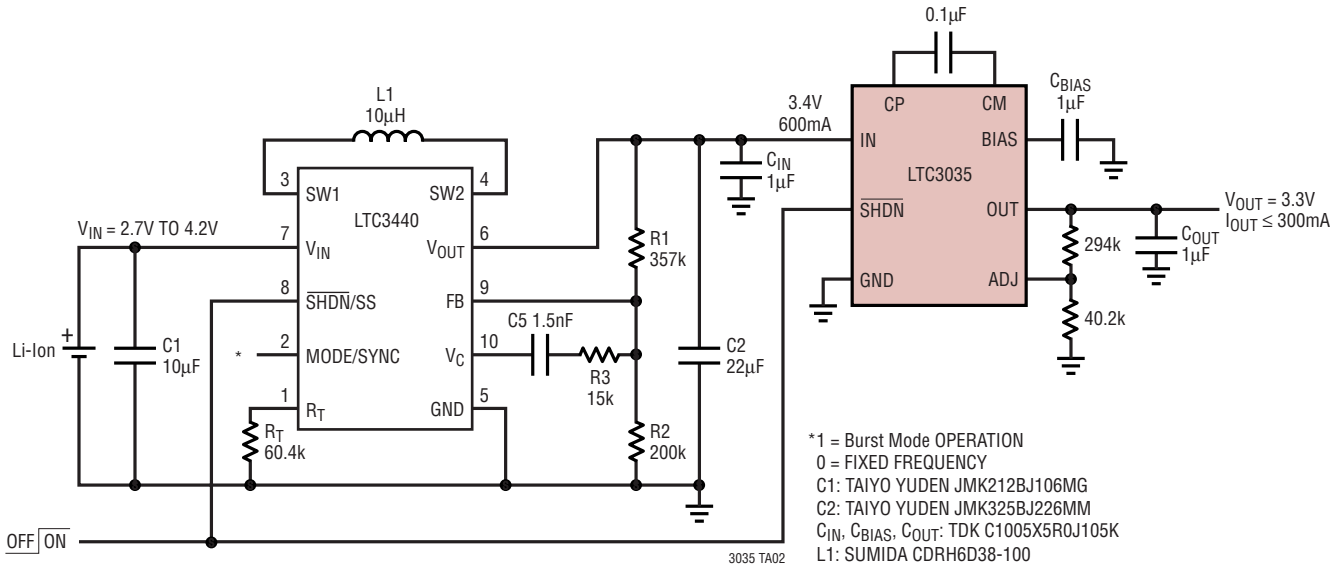 0.1µF
L1
10µH
3.4V
600mA
CP
CM
C_BIAS
1µF
IN
BIAS
LTC3035
C_IN
1µF
S̅H̅D̅N̅
OUT
V_OUT = 3.3V
I_OUT ≤ 300mA
294k
C_OUT
1µF
GND
ADJ
40.2k
3
SW1
SW2
4
LTC3440
V_IN = 2.7V TO 4.2V
7
V_IN
V_OUT
6
R1
357k
8
S̅H̅D̅N̅/SS
FB
9
Li-Ion
+
C1
10µF
*
2
MODE/SYNC
V_C
10
C5 1.5nF
R3
15k
C2
22µF
1
R_T
GND
5
R_T
60.4k
R2
200k
*1 = Burst Mode OPERATION
0 = FIXED FREQUENCY
C1: TAIYO YUDEN JMK212BJ106MG
C2: TAIYO YUDEN JMK325BJ226MM
C_IN, C_BIAS, C_OUT: TDK C1005X5R0J105K
L1: SUMIDA CDRH6D38-100
OFF ON
3035 TA02